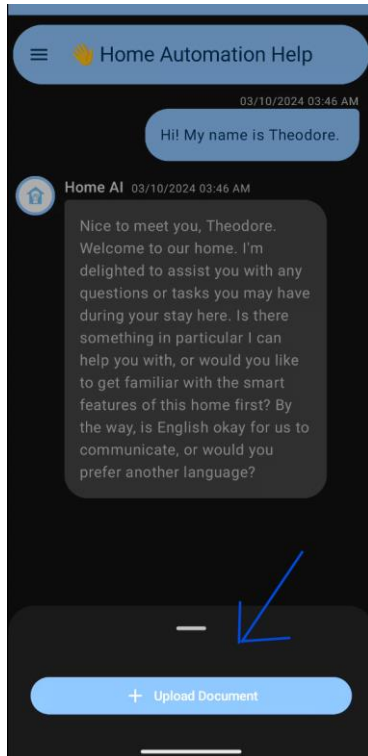 👋 Home Automation Help
03/10/2024 03:46 AM
Hi! My name is Theodore.
Home AI 03/10/2024 03:46 AM
Nice to meet you, Theodore.
Welcome to our home. I'm
delighted to assist you with any
questions or tasks you may have
during your stay here. Is there
something in particular I can
help you with, or would you like
to get familiar with the smart
features of this home first? By
the way, is English okay for us to
communicate, or would you
prefer another language?
+ Upload Document